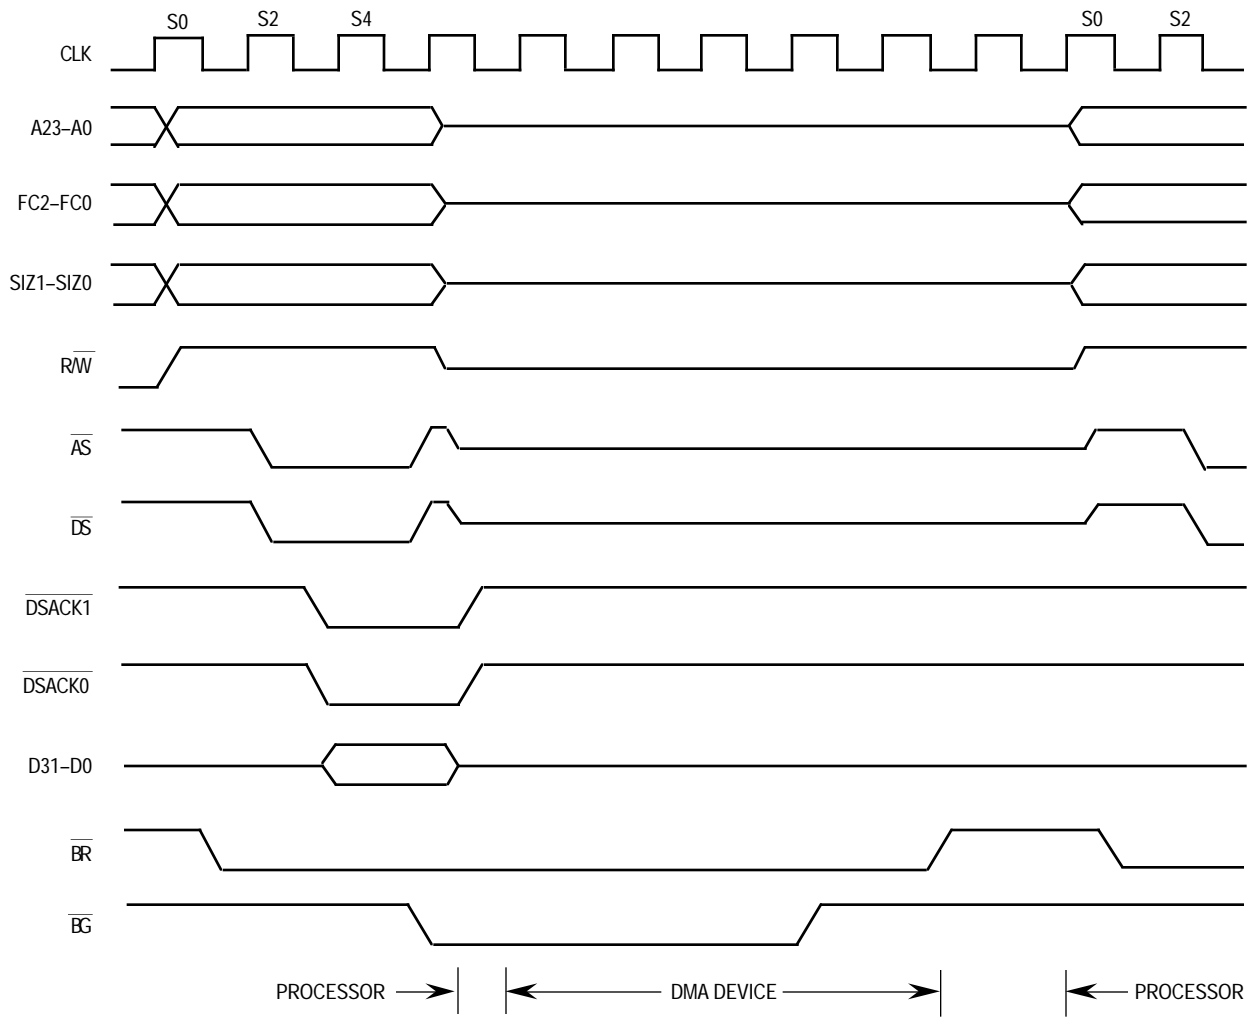 S0 S2 S4 S0 S2
CLK
A23–A0
FC2–FC0
SIZ1–SIZ0
R/W
AS
DS
DSACK1
DSACK0
D31–D0
BR
BG
PROCESSOR DMA DEVICE PROCESSOR